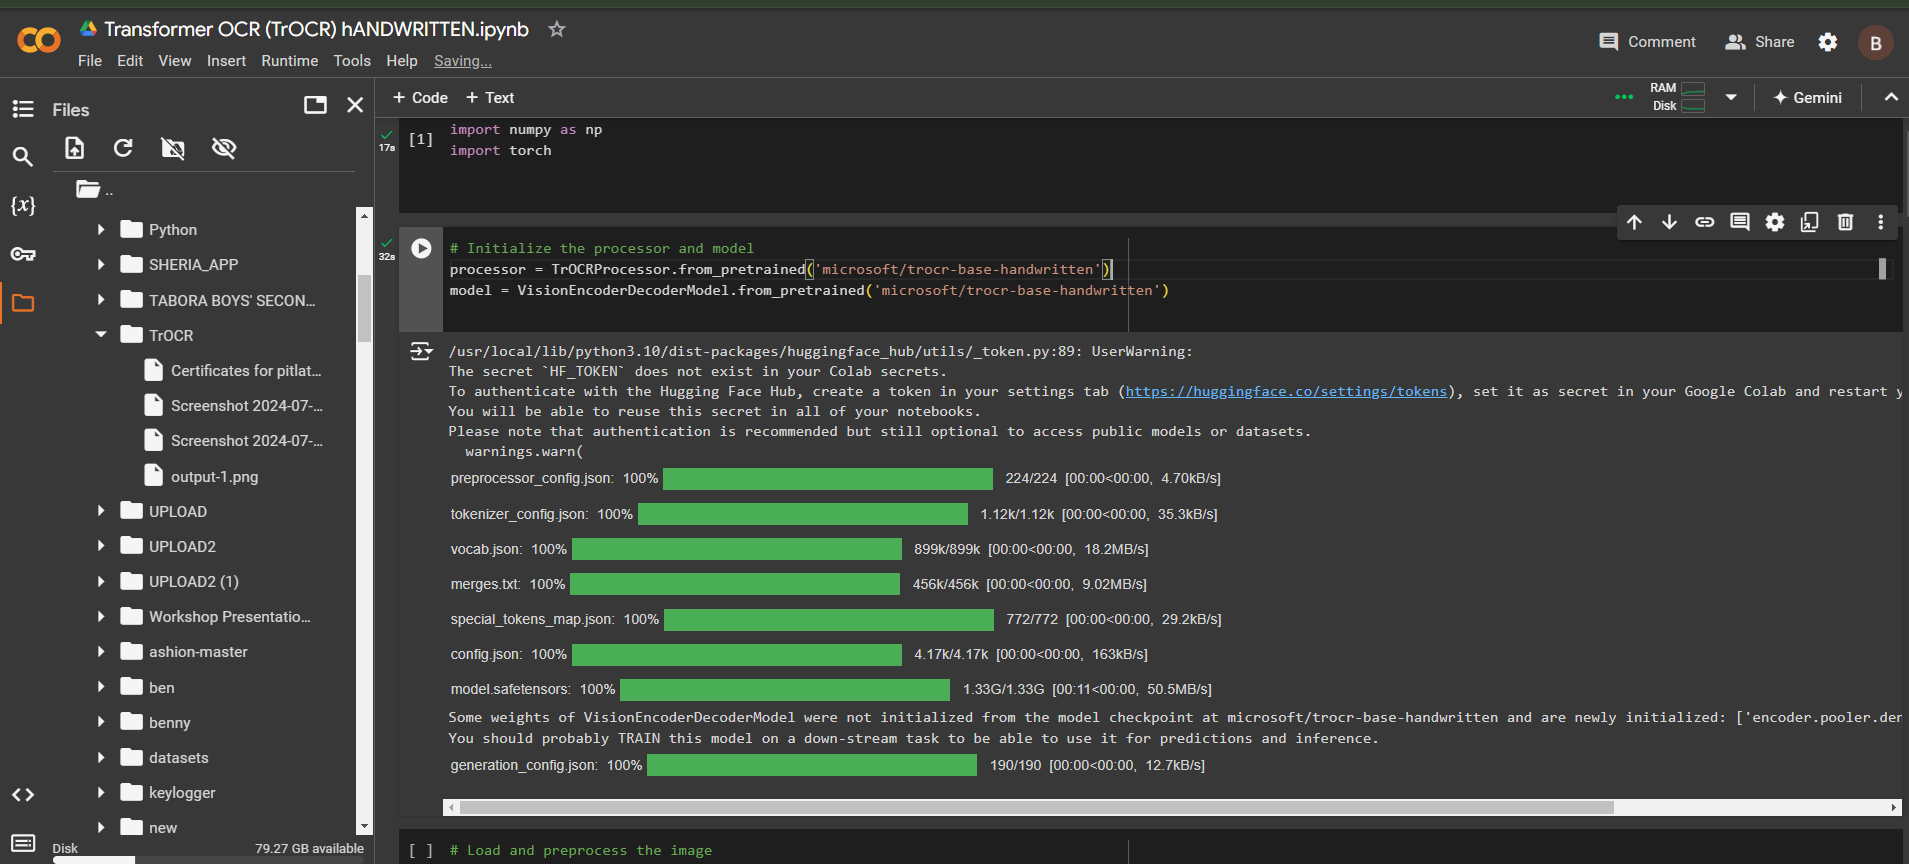 Transformer OCR (TrOCR) hANDWRITTEN.ipynb
File Edit View Insert Runtime Tools Help Saving...
Comment Share B
Files
+ Code + Text
RAM
Disk
Gemini
..
Python
SHERIA_APP
TABORA BOYS' SECON...
TrOCR
Certificates for pitlat...
Screenshot 2024-07-...
Screenshot 2024-07-...
output-1.png
UPLOAD
UPLOAD2
UPLOAD2 (1)
Workshop Presentatio...
ashion-master
ben
benny
datasets
keylogger
new
Disk 79.27 GB available
17s
[1] import numpy as np
import torch
32s
# Initialize the processor and model
processor = TrOCRProcessor.from_pretrained('microsoft/trocr-base-handwritten')
model = VisionEncoderDecoderModel.from_pretrained('microsoft/trocr-base-handwritten')
/usr/local/lib/python3.10/dist-packages/huggingface_hub/utils/_token.py:89: UserWarning:
The secret `HF_TOKEN` does not exist in your Colab secrets.
To authenticate with the Hugging Face Hub, create a token in your settings tab (https://huggingface.co/settings/tokens), set it as secret in your Google Colab and restart y
You will be able to reuse this secret in all of your notebooks.
Please note that authentication is recommended but still optional to access public models or datasets.
warnings.warn(
preprocessor_config.json: 100% 224/224 [00:00<00:00, 4.70kB/s]
tokenizer_config.json: 100% 1.12k/1.12k [00:00<00:00, 35.3kB/s]
vocab.json: 100% 899k/899k [00:00<00:00, 18.2MB/s]
merges.txt: 100% 456k/456k [00:00<00:00, 9.02MB/s]
special_tokens_map.json: 100% 772/772 [00:00<00:00, 29.2kB/s]
config.json: 100% 4.17k/4.17k [00:00<00:00, 163kB/s]
model.safetensors: 100% 1.33G/1.33G [00:11<00:00, 50.5MB/s]
Some weights of VisionEncoderDecoderModel were not initialized from the model checkpoint at microsoft/trocr-base-handwritten and are newly initialized: ['encoder.pooler.den
You should probably TRAIN this model on a down-stream task to be able to use it for predictions and inference.
generation_config.json: 100% 190/190 [00:00<00:00, 12.7kB/s]
[ ] # Load and preprocess the image